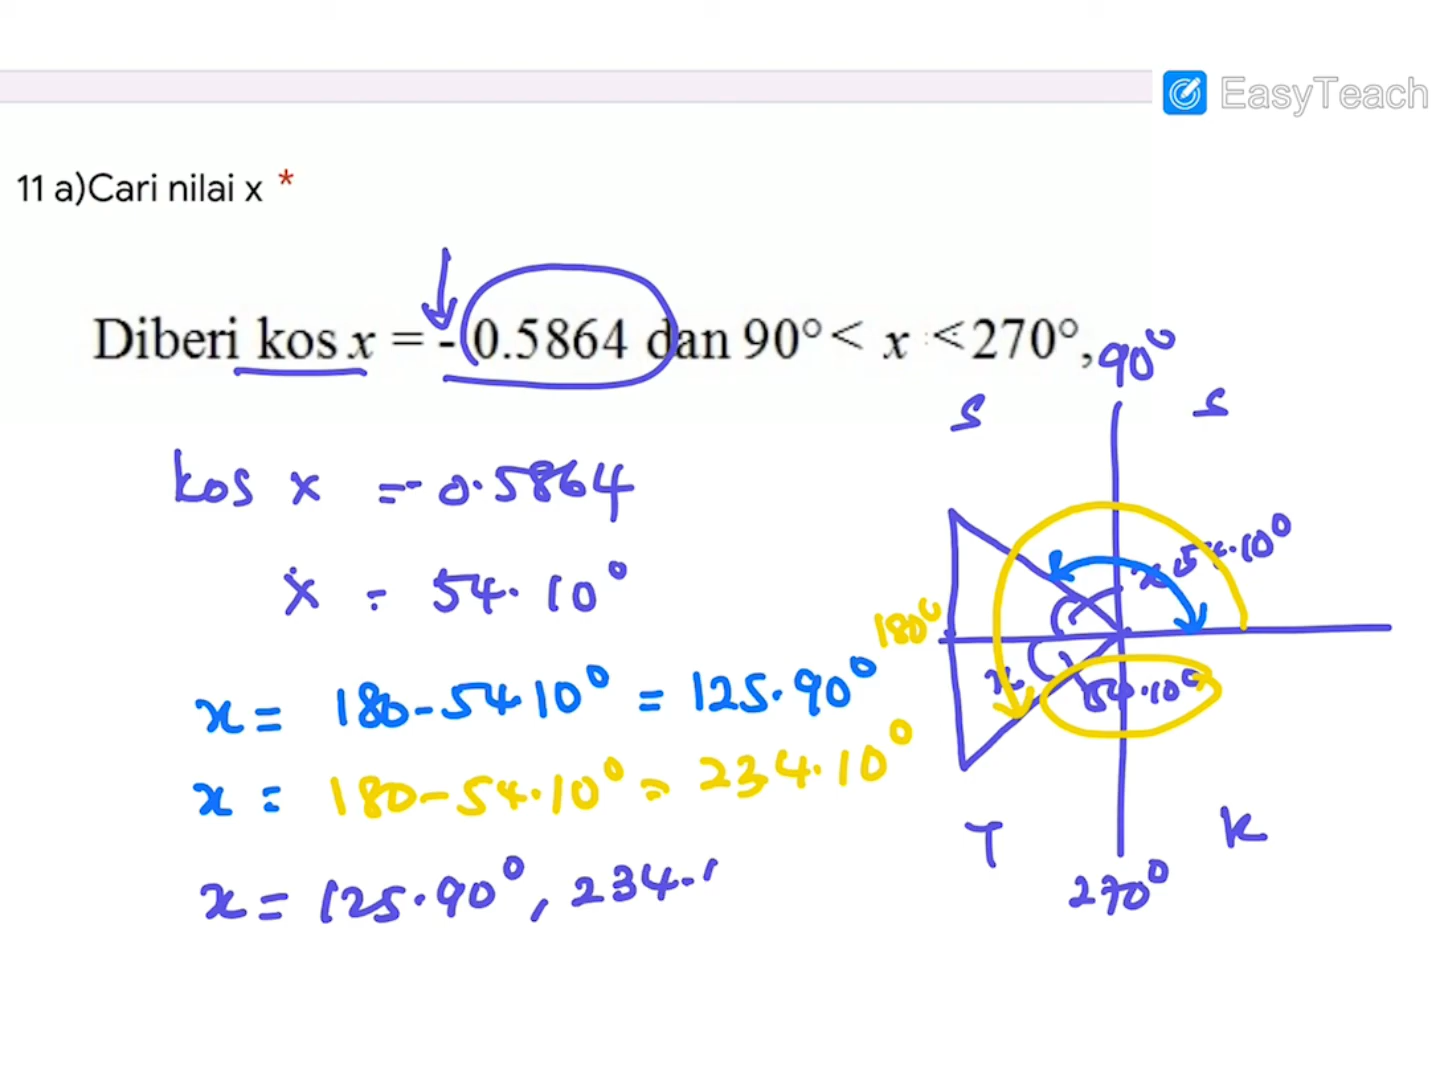 EasyTeach
11 a)Cari nilai x *
Diberi kos x = - 0.5864 dan 90° < x < 270°,
90°
S S
kos x = - 0.5864
x = 54.10°
x 54.10°
180°
x 54.10°
x = 180 - 54.10° = 125.90°
x = 180 - 54.10° = 234.10°
T K
x = 125.90°, 234.1
270°